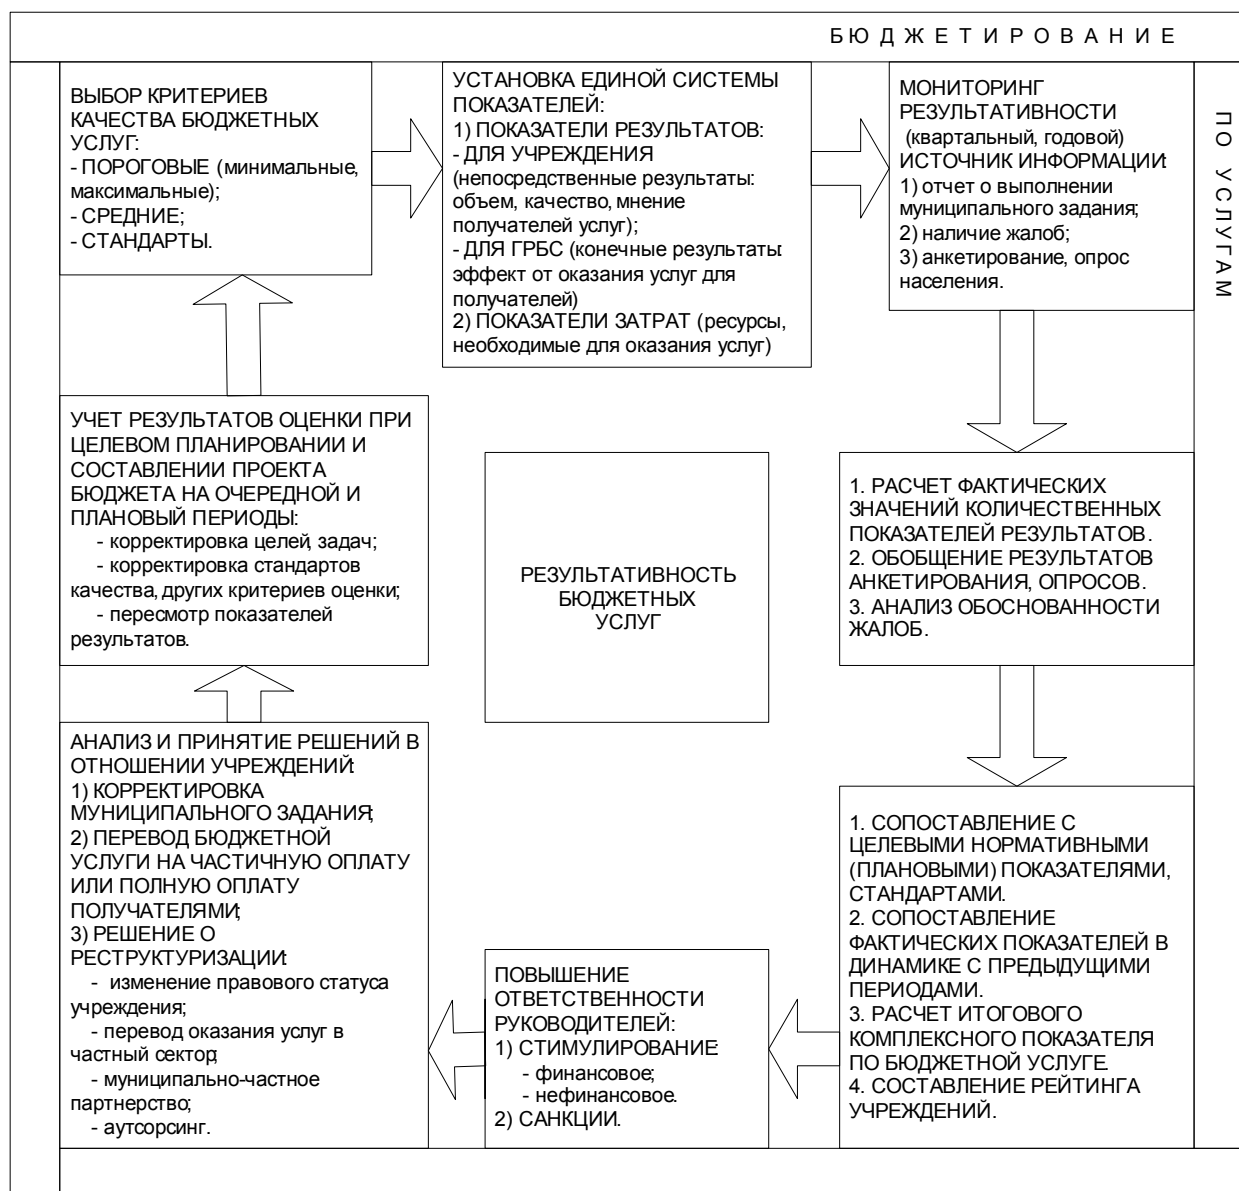 БЮДЖЕТИРОВАНИЕ
ПО УСЛУГАМ
ВЫБОР КРИТЕРИЕВ
КАЧЕСТВА БЮДЖЕТНЫХ
УСЛУГ:
- ПОРОГОВЫЕ (минимальные,
максимальные);
- СРЕДНИЕ;
- СТАНДАРТЫ.
УСТАНОВКА ЕДИНОЙ СИСТЕМЫ
ПОКАЗАТЕЛЕЙ:
1) ПОКАЗАТЕЛИ РЕЗУЛЬТАТОВ:
- ДЛЯ УЧРЕЖДЕНИЯ
(непосредственные результаты:
объем, качество, мнение
получателей услуг);
- ДЛЯ ГРБС (конечные результаты:
эффект от оказания услуг для
получателей)
2) ПОКАЗАТЕЛИ ЗАТРАТ (ресурсы,
необходимые для оказания услуг)
МОНИТОРИНГ
РЕЗУЛЬТАТИВНОСТИ
(квартальный, годовой)
ИСТОЧНИК ИНФОРМАЦИИ:
1) отчет о выполнении
муниципального задания;
2) наличие жалоб;
3) анкетирование, опрос
населения.
1. РАСЧЕТ ФАКТИЧЕСКИХ
ЗНАЧЕНИЙ КОЛИЧЕСТВЕННЫХ
ПОКАЗАТЕЛЕЙ РЕЗУЛЬТАТОВ.
2. ОБОБЩЕНИЕ РЕЗУЛЬТАТОВ
АНКЕТИРОВАНИЯ, ОПРОСОВ.
3. АНАЛИЗ ОБОСНОВАННОСТИ
ЖАЛОБ.
1. СОПОСТАВЛЕНИЕ С
ЦЕЛЕВЫМИ НОРМАТИВНЫМИ
(ПЛАНОВЫМИ) ПОКАЗАТЕЛЯМИ,
СТАНДАРТАМИ.
2. СОПОСТАВЛЕНИЕ
ФАКТИЧЕСКИХ ПОКАЗАТЕЛЕЙ В
ДИНАМИКЕ С ПРЕДЫДУЩИМИ
ПЕРИОДАМИ.
3. РАСЧЕТ ИТОГОВОГО
КОМПЛЕКСНОГО ПОКАЗАТЕЛЯ
ПО БЮДЖЕТНОЙ УСЛУГЕ.
4. СОСТАВЛЕНИЕ РЕЙТИНГА
УЧРЕЖДЕНИЙ.
ПОВЫШЕНИЕ
ОТВЕТСТВЕННОСТИ
РУКОВОДИТЕЛЕЙ:
1) СТИМУЛИРОВАНИЕ:
- финансовое;
- нефинансовое.
2) САНКЦИИ.
АНАЛИЗ И ПРИНЯТИЕ РЕШЕНИЙ В
ОТНОШЕНИИ УЧРЕЖДЕНИЙ:
1) КОРРЕКТИРОВКА
МУНИЦИПАЛЬНОГО ЗАДАНИЯ;
2) ПЕРЕВОД БЮДЖЕТНОЙ
УСЛУГИ НА ЧАСТИЧНУЮ ОПЛАТУ
ИЛИ ПОЛНУЮ ОПЛАТУ
ПОЛУЧАТЕЛЯМИ;
3) РЕШЕНИЕ О
РЕСТРУКТУРИЗАЦИИ:
- изменение правового статуса
учреждения;
- перевод оказания услуг в
частный сектор;
- муниципально-частное
партнерство;
- аутсорсинг.
УЧЕТ РЕЗУЛЬТАТОВ ОЦЕНКИ ПРИ
ЦЕЛЕВОМ ПЛАНИРОВАНИИ И
СОСТАВЛЕНИИ ПРОЕКТА
БЮДЖЕТА НА ОЧЕРЕДНОЙ И
ПЛАНОВЫЙ ПЕРИОДЫ:
- корректировка целей, задач;
- корректировка стандартов
качества, других критериев оценки;
- пересмотр показателей
результатов.
РЕЗУЛЬТАТИВНОСТЬ
БЮДЖЕТНЫХ
УСЛУГ